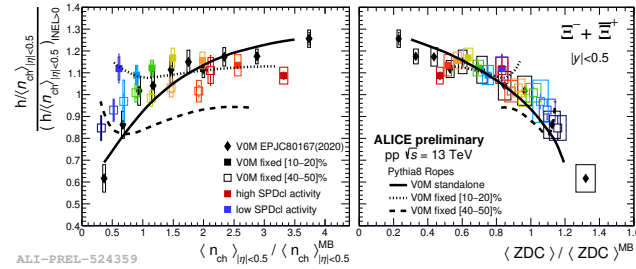 h/⟨n_ch⟩_|η|<0.5
⟨ h/⟨n_ch⟩_|η|<0.5 ⟩_INEL>0
1.4
1.3
1.2
1.1
1
0.9
0.8
0.7
0.6
0.5
0.4
V0M EPJC80167(2020)
V0M fixed [10−20]%
V0M fixed [40−50]%
high SPDcl activity
low SPDcl activity
0 0.5 1 1.5 2 2.5 3 3.5 4
⟨ n_ch ⟩_|η|<0.5 / ⟨ n_ch ⟩^MB_|η|<0.5
Ξ⁻ + Ξ̅⁺
|y|<0.5
ALICE preliminary
pp √s = 13 TeV
Pythia8 Ropes
V0M standalone
V0M fixed [10−20]%
V0M fixed [40−50]%
0 0.2 0.4 0.6 0.8 1 1.2 1.4 1.6
⟨ ZDC ⟩ / ⟨ ZDC ⟩^MB
ALI-PREL-524359